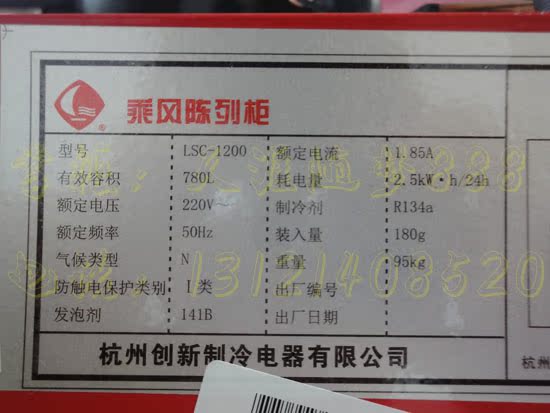 乘风陈列柜
型号 LSC-1200 额定电流 1.85A
有效容积 780L 耗电量 2.5kW·h/24h
额定电压 220V～ 制冷剂 R134a
额定频率 50Hz 装入量 180g
气候类型 N 重量 95kg
防触电保护类别 I类 出厂编号
发泡剂 141B 出厂日期
杭州创新制冷电器有限公司
杭州